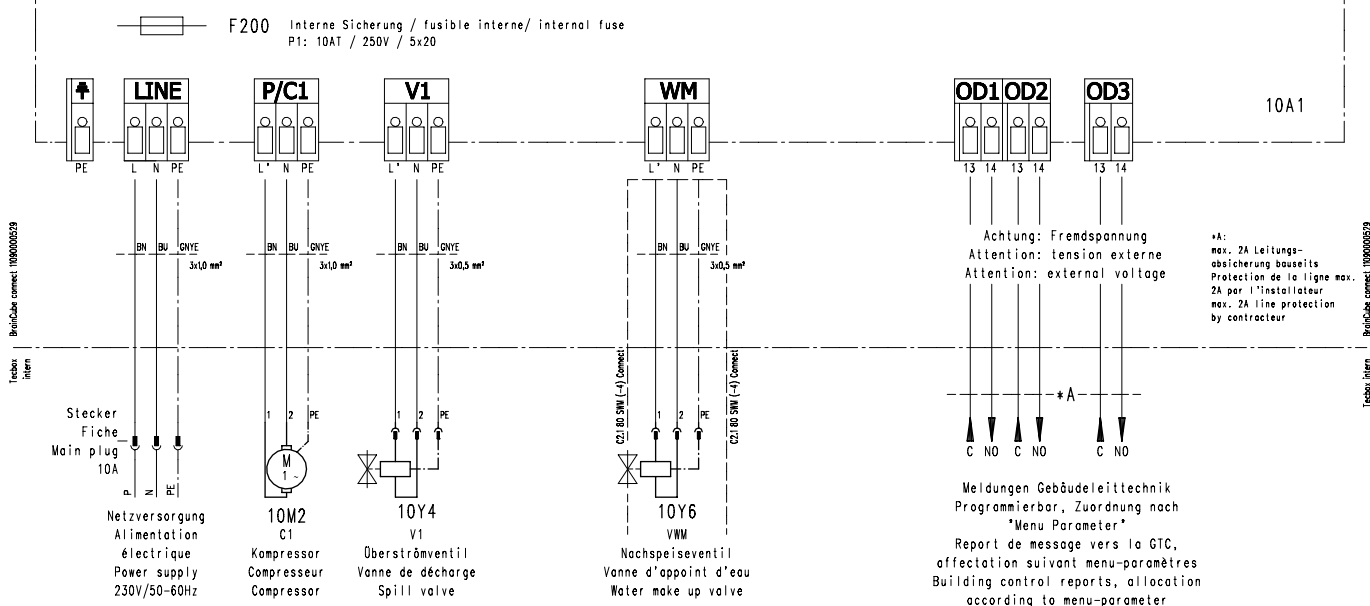 F200 Interne Sicherung / fusible interne/ internal fuse
P1: 10AT / 250V / 5x20
LINE P/C1 V1 WM OD1 OD2 OD3
10A1
PE L N PE L' N PE L' N PE L' N PE 13 14 13 14 13 14
BrainCube connect 11090000529
BN BU GNYE
3x1,0 mm²
BN BU GNYE
3x1,0 mm²
BN BU GNYE
3x0,5 mm²
BN BU GNYE
3x0,5 mm²
Achtung: Fremdspannung
Attention: tension externe
Attention: external voltage
*A:
max. 2A Leitungs-
absicherung bauseits
Protection de la ligne max.
2A par l'installateur
max. 2A line protection
by contracteur
BrainCube connect 11090000529
Tecbox
intern
Tecbox intern
C2.1 80 SWM (-4) Connect
C2.1 80 SWM (-4) Connect
Stecker
Fiche
Main plug
10A
P N PE
1 2 PE
M
1 ~
1 2 PE
1 2 PE
*A
C NO C NO C NO
Netzversorgung
Alimentation
électrique
Power supply
230V/50-60Hz
10M2
C1
Kompressor
Compresseur
Compressor
10Y4
V1
Überströmventil
Vanne de décharge
Spill valve
10Y6
VWM
Nachspeiseventil
Vanne d'appoint d'eau
Water make up valve
Meldungen Gebäudeleittechnik
Programmierbar, Zuordnung nach
"Menu Parameter"
Report de message vers la GTC,
affectation suivant menu-paramètres
Building control reports, allocation
according to menu-parameter